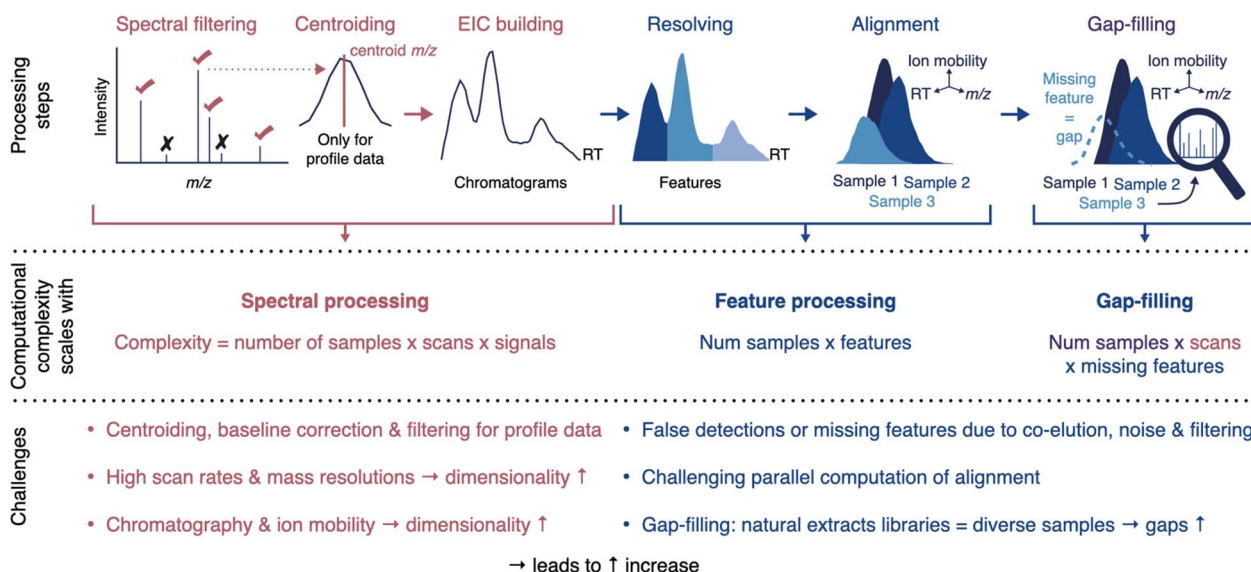 Processing steps
Spectral filtering
Intensity
m/z
Centroiding
centroid m/z
Only for
profile data
EIC building
RT
Chromatograms
Resolving
RT
Features
Alignment
Ion mobility
RT
m/z
Sample 1 Sample 2
Sample 3
Gap-filling
Missing
feature
=
gap
Ion mobility
RT
m/z
Sample 1 Sample 2
Sample 3
Computational
complexity
scales with
Spectral processing
Complexity = number of samples x scans x signals
Feature processing
Num samples x features
Gap-filling
Num samples x scans
x missing features
Challenges
• Centroiding, baseline correction & filtering for profile data
• High scan rates & mass resolutions → dimensionality ↑
• Chromatography & ion mobility → dimensionality ↑
• False detections or missing features due to co-elution, noise & filtering
• Challenging parallel computation of alignment
• Gap-filling: natural extracts libraries = diverse samples → gaps ↑
→ leads to ↑ increase